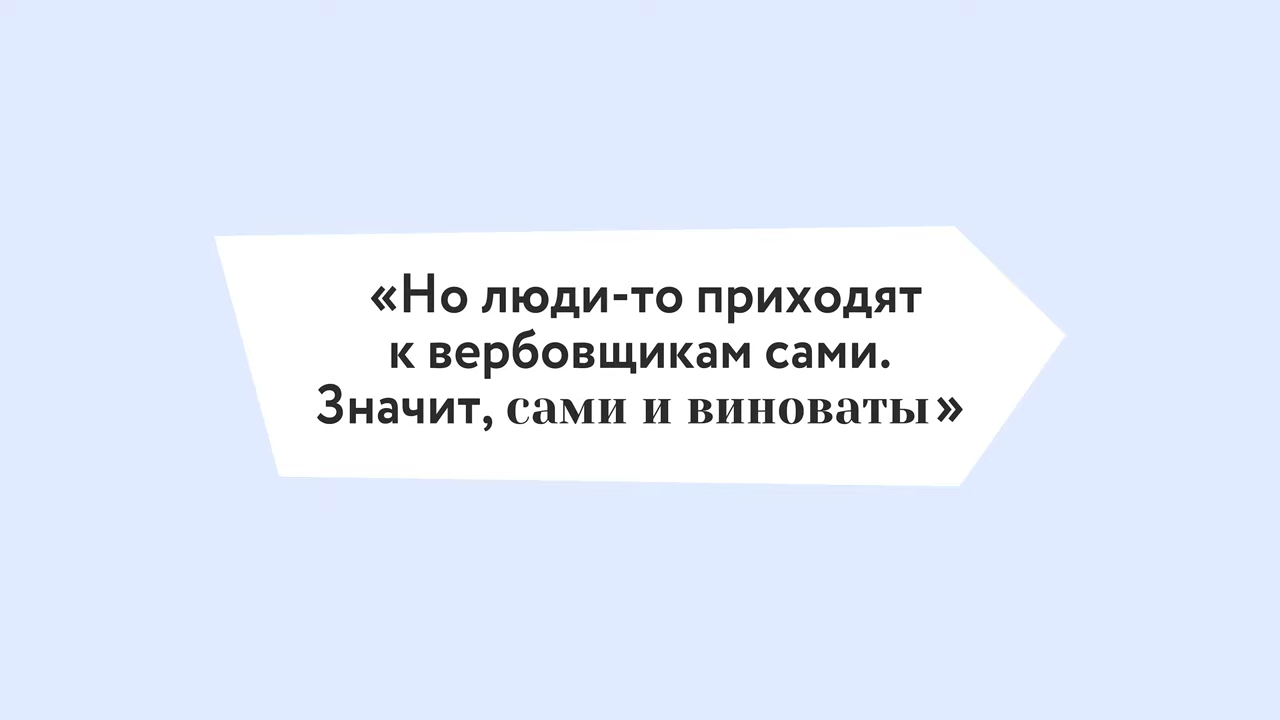 «Но люди-то приходят
к вербовщикам сами.
Значит, сами и виноваты»